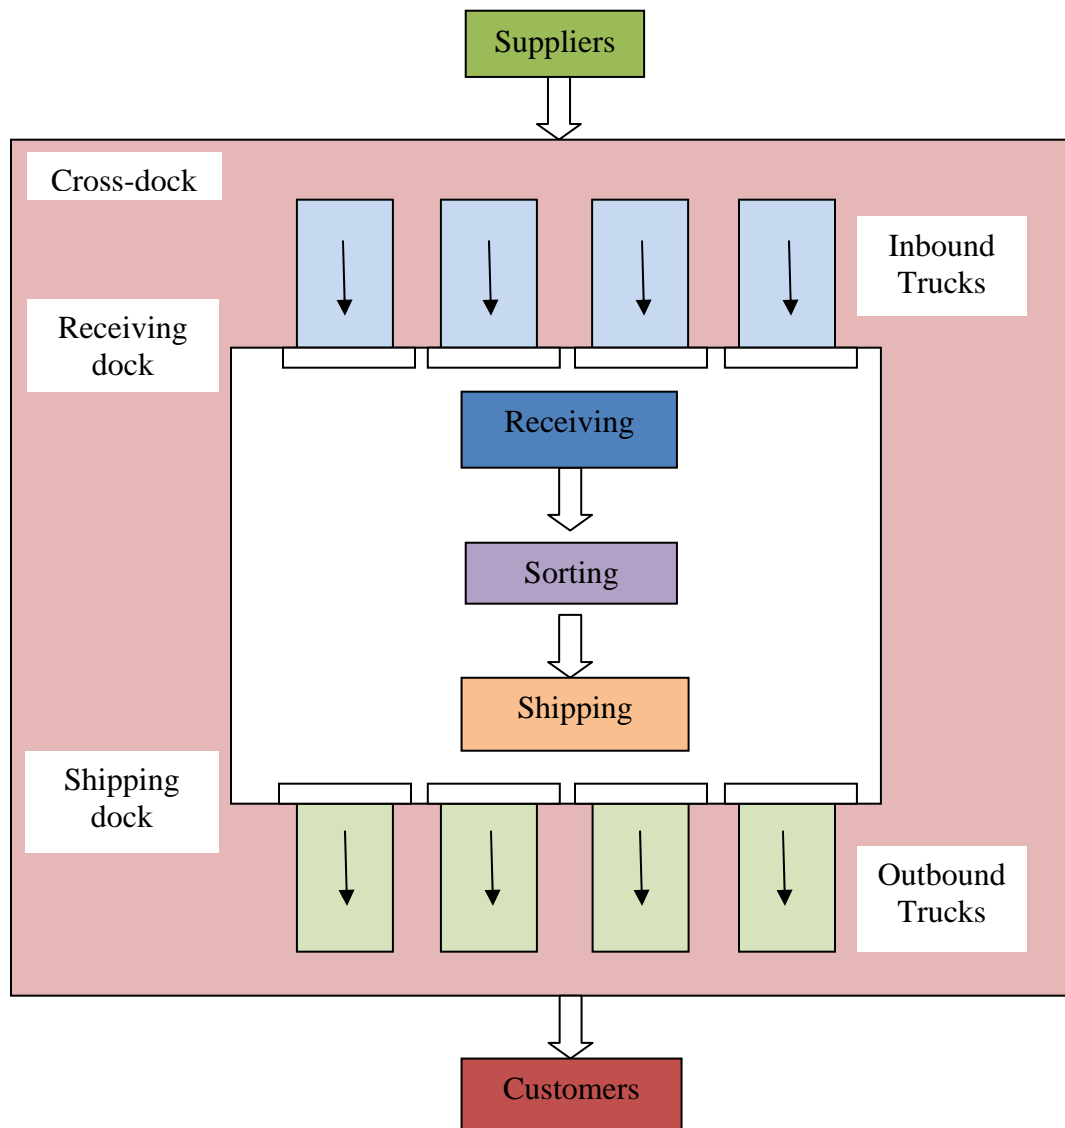 Suppliers
Cross-dock
Inbound
Trucks
Receiving
dock
Receiving
Sorting
Shipping
Shipping
dock
Outbound
Trucks
Customers